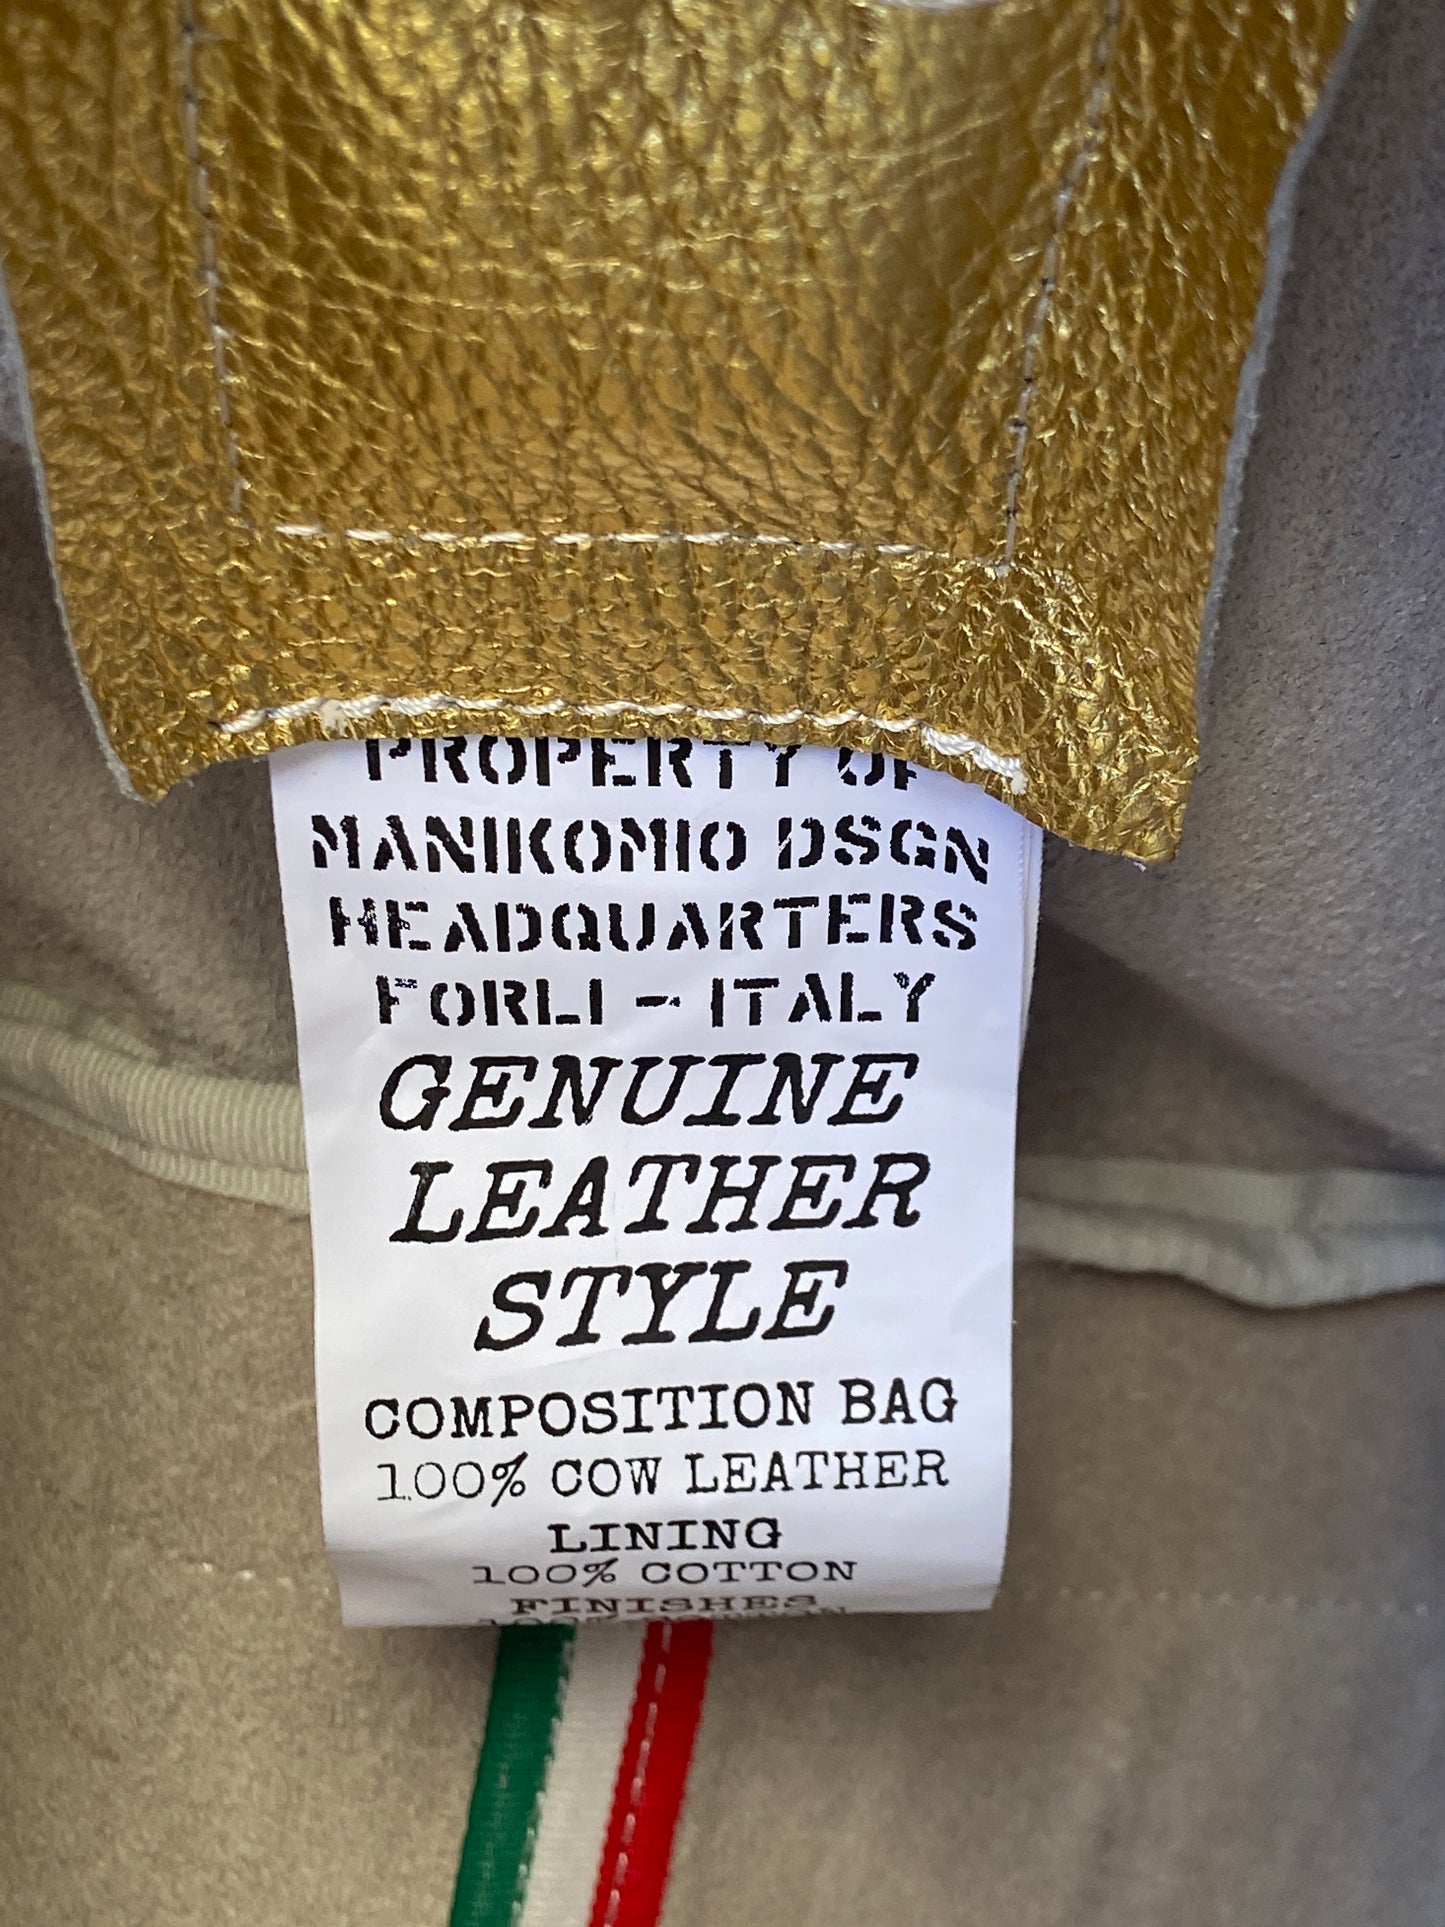 PROPERTY OF
MANIKOMIO DSGN
HEADQUARTERS
FORLI - ITALY
GENUINE
LEATHER
STYLE
COMPOSITION BAG
100% COW LEATHER
LINING
100% COTTON
FINISHES
100%